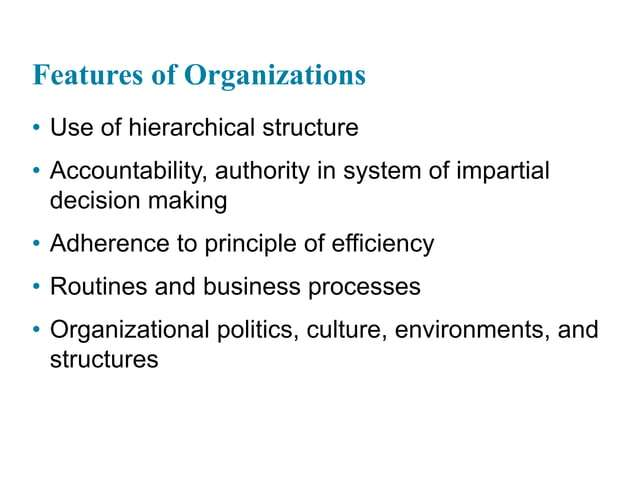 Features of Organizations
• Use of hierarchical structure
• Accountability, authority in system of impartial
decision making
• Adherence to principle of efficiency
• Routines and business processes
• Organizational politics, culture, environments, and
structures